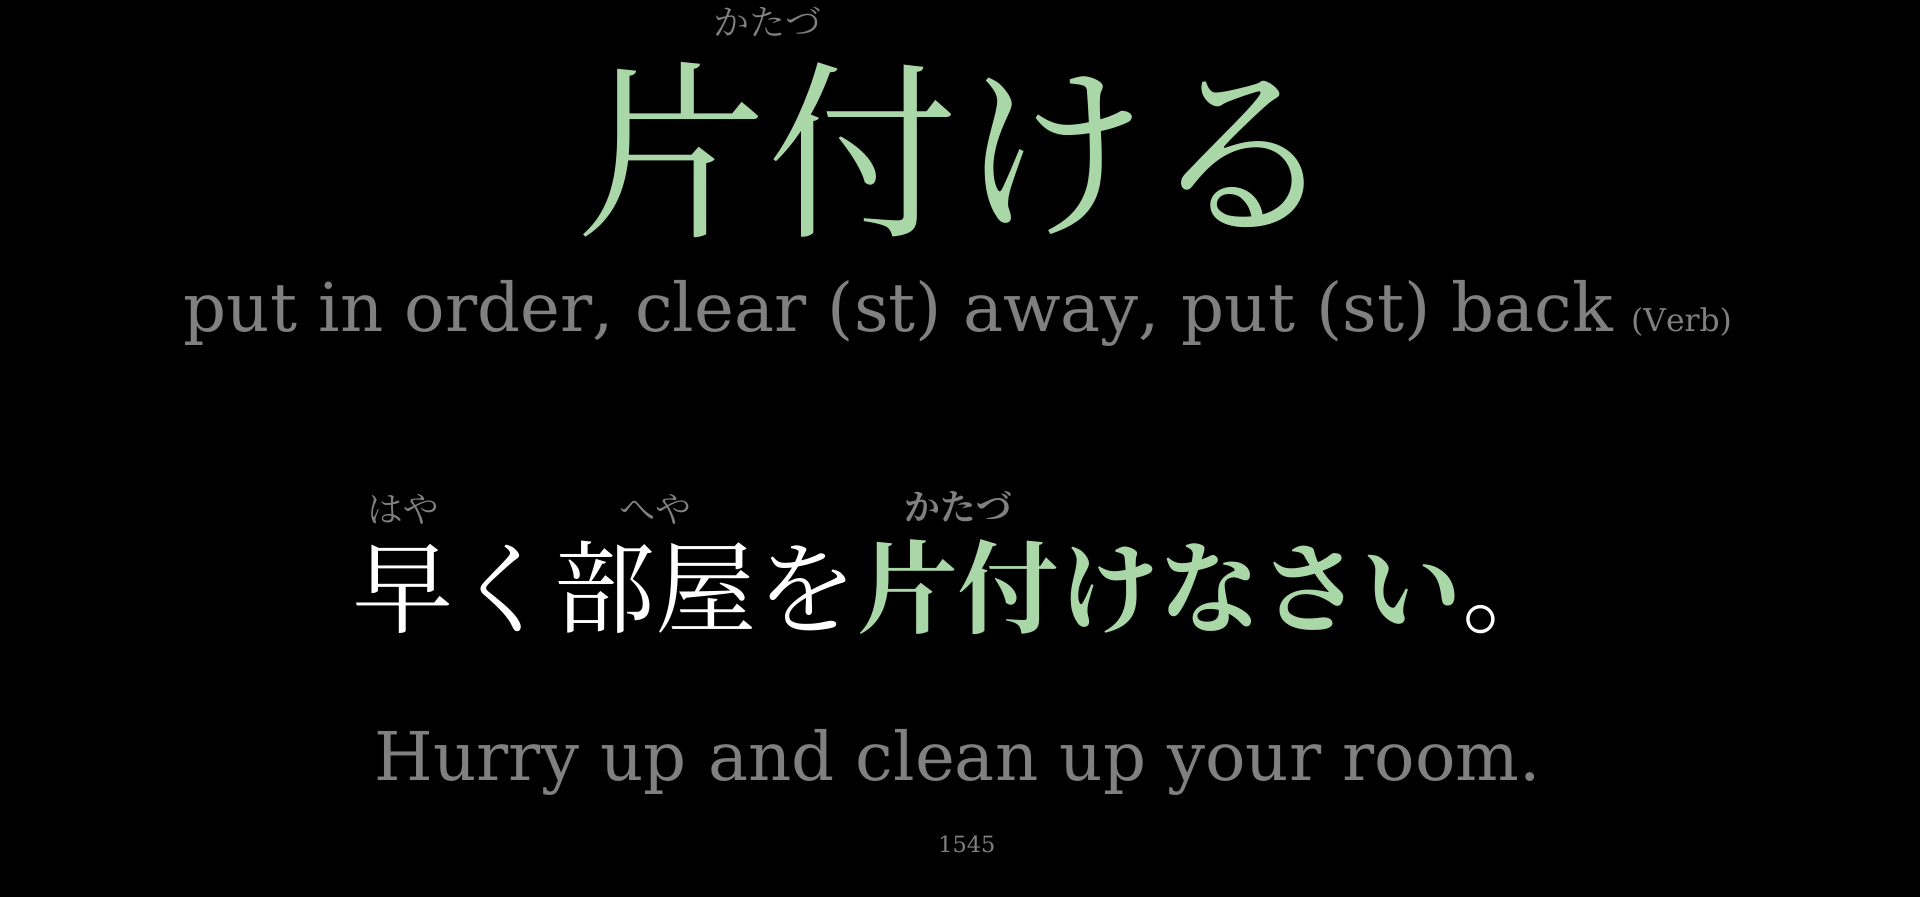 かたづ
片付ける
put in order, clear (st) away, put (st) back (Verb)
はや へや かたづ
早く部屋を片付けなさい。
Hurry up and clean up your room.
1545